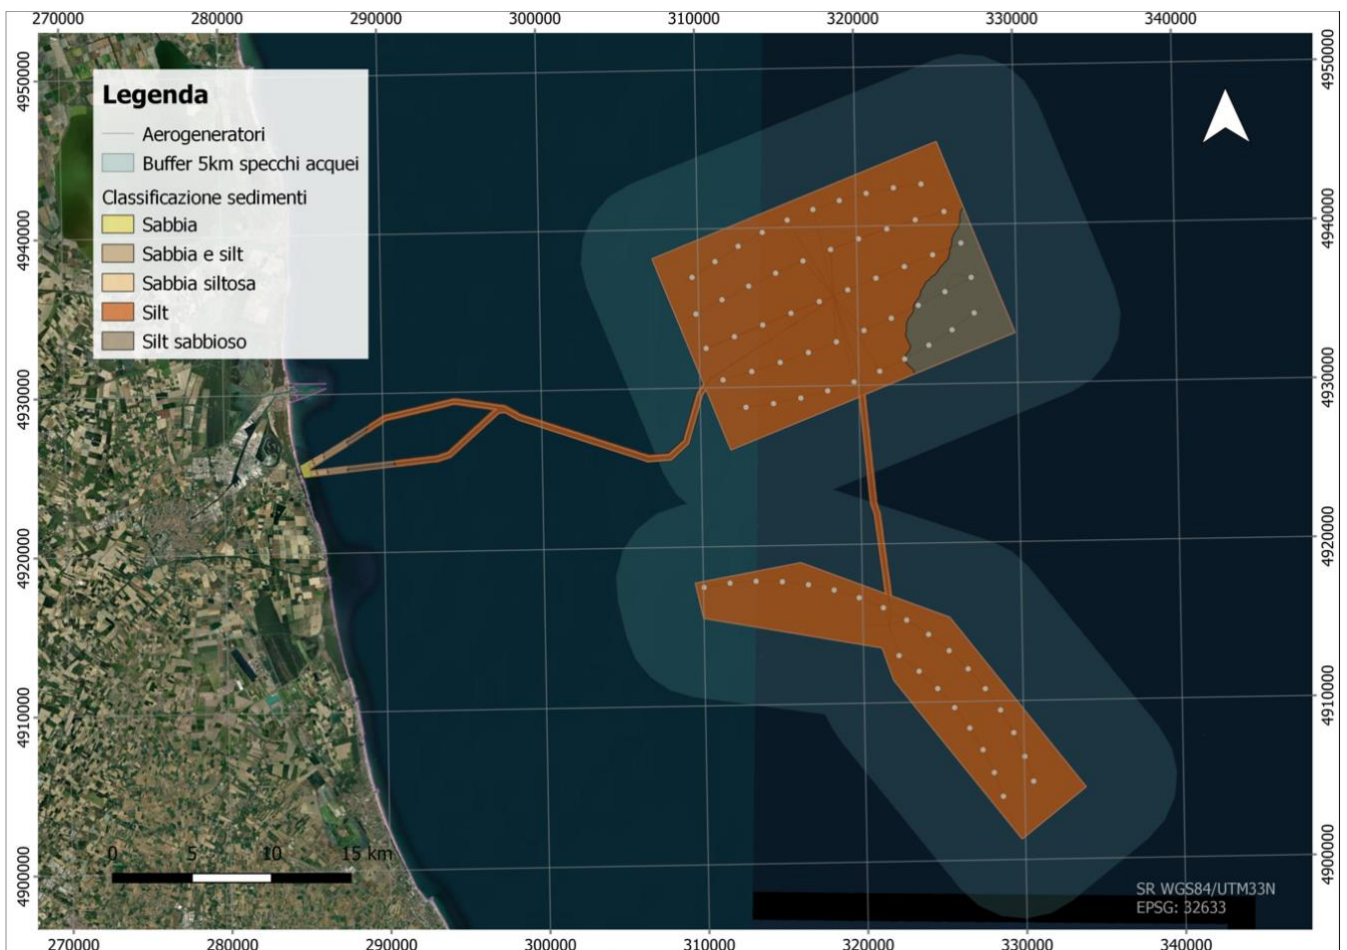 270000 280000 290000 300000 310000 320000 330000 340000
4950000
4950000
Legenda
Aerogeneratori
Buffer 5km specchi acquei
Classificazione sedimenti
Sabbia
Sabbia e silt
Sabbia siltosa
Silt
Silt sabbioso
4940000
4940000
4930000
4930000
4920000
4920000
4910000
4910000
4900000
4900000
0 5 10 15 km
SR WGS84/UTM33N
EPSG: 32633
270000 280000 290000 300000 310000 320000 330000 340000